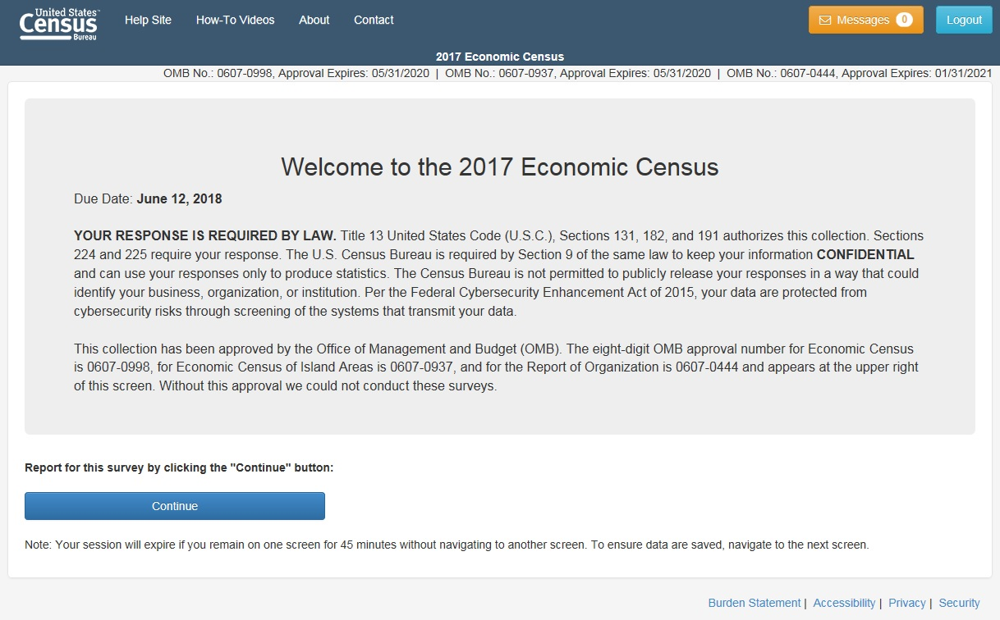 United States™
Census
Bureau
Help Site
How-To Videos
About
Contact
Messages 0
Logout
2017 Economic Census
OMB No.: 0607-0998, Approval Expires: 05/31/2020 | OMB No.: 0607-0937, Approval Expires: 05/31/2020 | OMB No.: 0607-0444, Approval Expires: 01/31/2021
Welcome to the 2017 Economic Census
Due Date: June 12, 2018
YOUR RESPONSE IS REQUIRED BY LAW. Title 13 United States Code (U.S.C.), Sections 131, 182, and 191 authorizes this collection. Sections
224 and 225 require your response. The U.S. Census Bureau is required by Section 9 of the same law to keep your information CONFIDENTIAL
and can use your responses only to produce statistics. The Census Bureau is not permitted to publicly release your responses in a way that could
identify your business, organization, or institution. Per the Federal Cybersecurity Enhancement Act of 2015, your data are protected from
cybersecurity risks through screening of the systems that transmit your data.
This collection has been approved by the Office of Management and Budget (OMB). The eight-digit OMB approval number for Economic Census
is 0607-0998, for Economic Census of Island Areas is 0607-0937, and for the Report of Organization is 0607-0444 and appears at the upper right
of this screen. Without this approval we could not conduct these surveys.
Report for this survey by clicking the "Continue" button:
Continue
Note: Your session will expire if you remain on one screen for 45 minutes without navigating to another screen. To ensure data are saved, navigate to the next screen.
Burden Statement | Accessibility | Privacy | Security